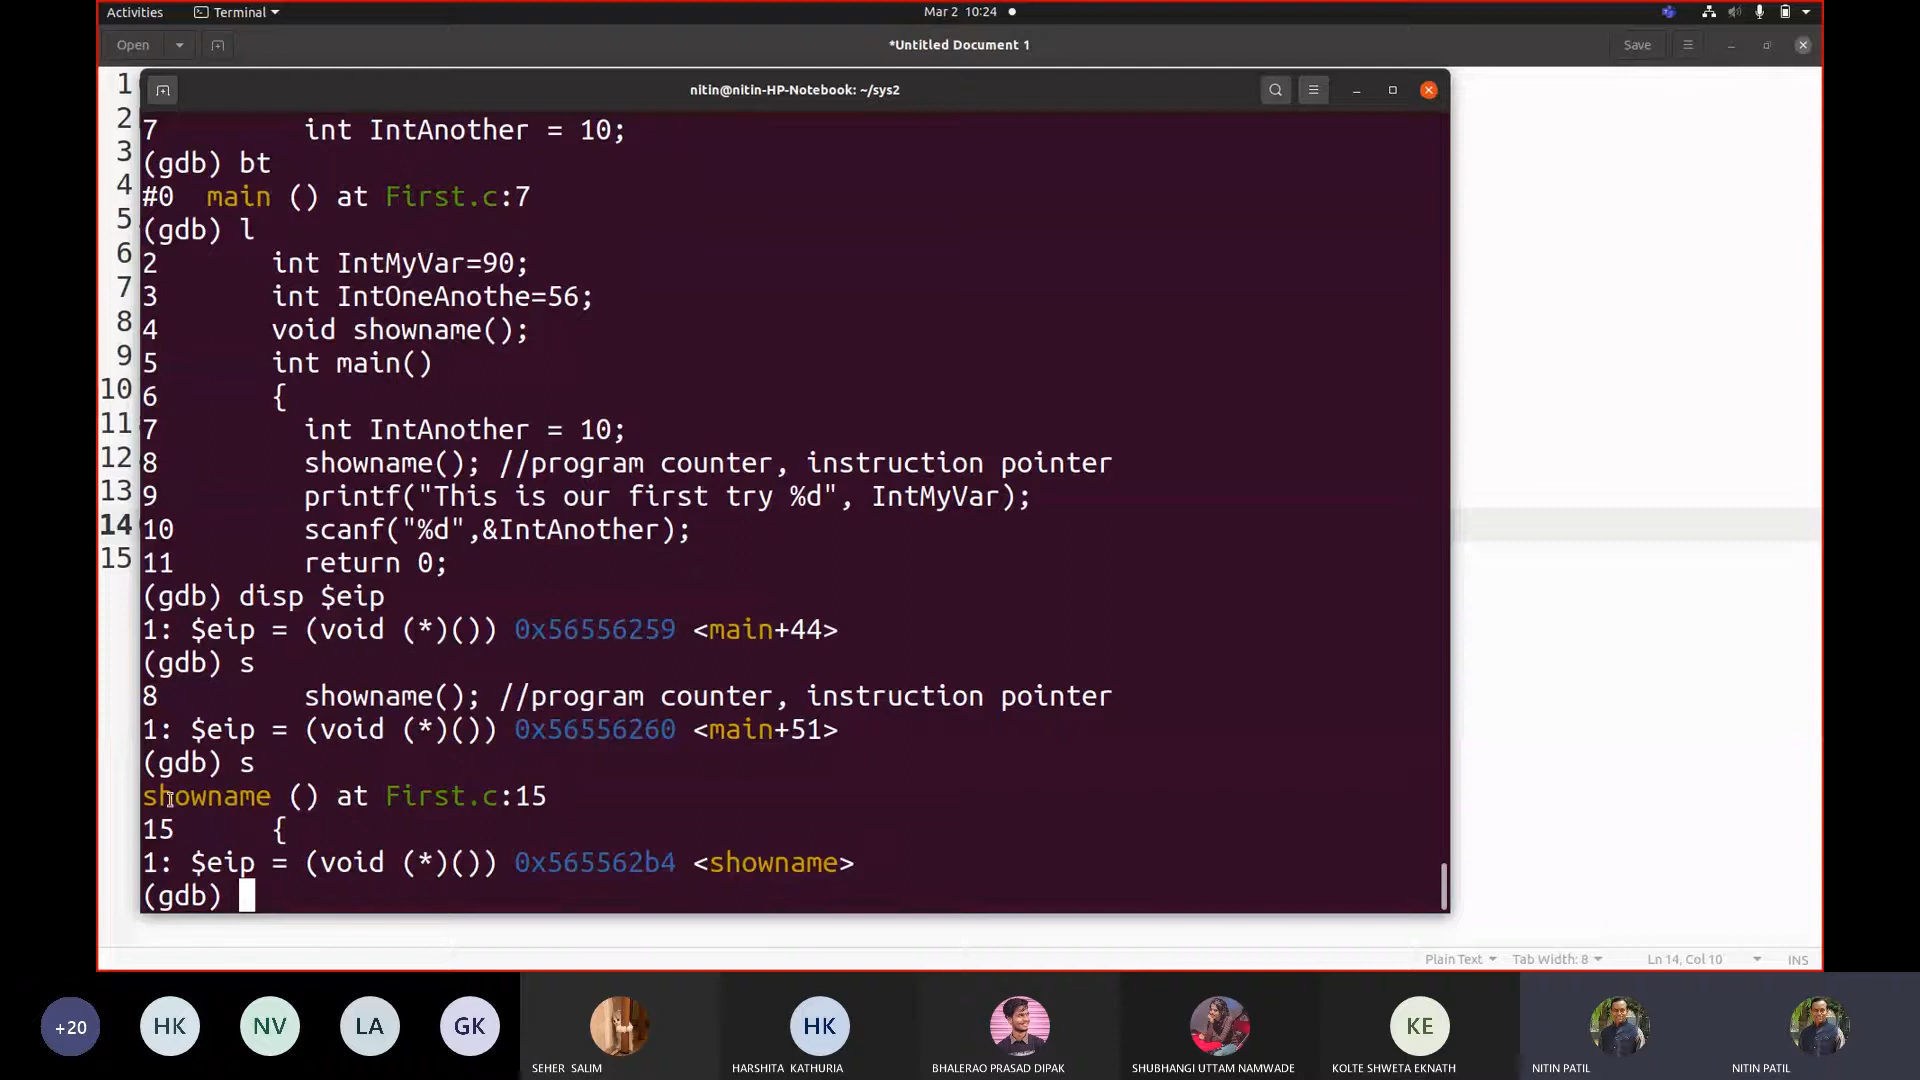 Activities Terminal Mar 2 10:24
Open *Untitled Document 1 Save
1
2
3
4
5
6
7
8
9
10
11
12
13
14
15
nitin@nitin-HP-Notebook: ~/sys2
7 int IntAnother = 10;
(gdb) bt
#0 main () at First.c:7
(gdb) l
2 int IntMyVar=90;
3 int IntOneAnothe=56;
4 void showname();
5 int main()
6 {
7 int IntAnother = 10;
8 showname(); //program counter, instruction pointer
9 printf("This is our first try %d", IntMyVar);
10 scanf("%d",&IntAnother);
11 return 0;
(gdb) disp $eip
1: $eip = (void (*)()) 0x56556259 <main+44>
(gdb) s
8 showname(); //program counter, instruction pointer
1: $eip = (void (*)()) 0x56556260 <main+51>
(gdb) s
showname () at First.c:15
15 {
1: $eip = (void (*)()) 0x565562b4 <showname>
(gdb)
Plain Text Tab Width: 8 Ln 14, Col 10 INS
+20 HK NV LA GK HK KE
SEHER SALIM HARSHITA KATHURIA BHALERAO PRASAD DIPAK SHUBHANGI UTTAM NAMWADE KOLTE SHWETA EKNATH NITIN PATIL NITIN PATIL